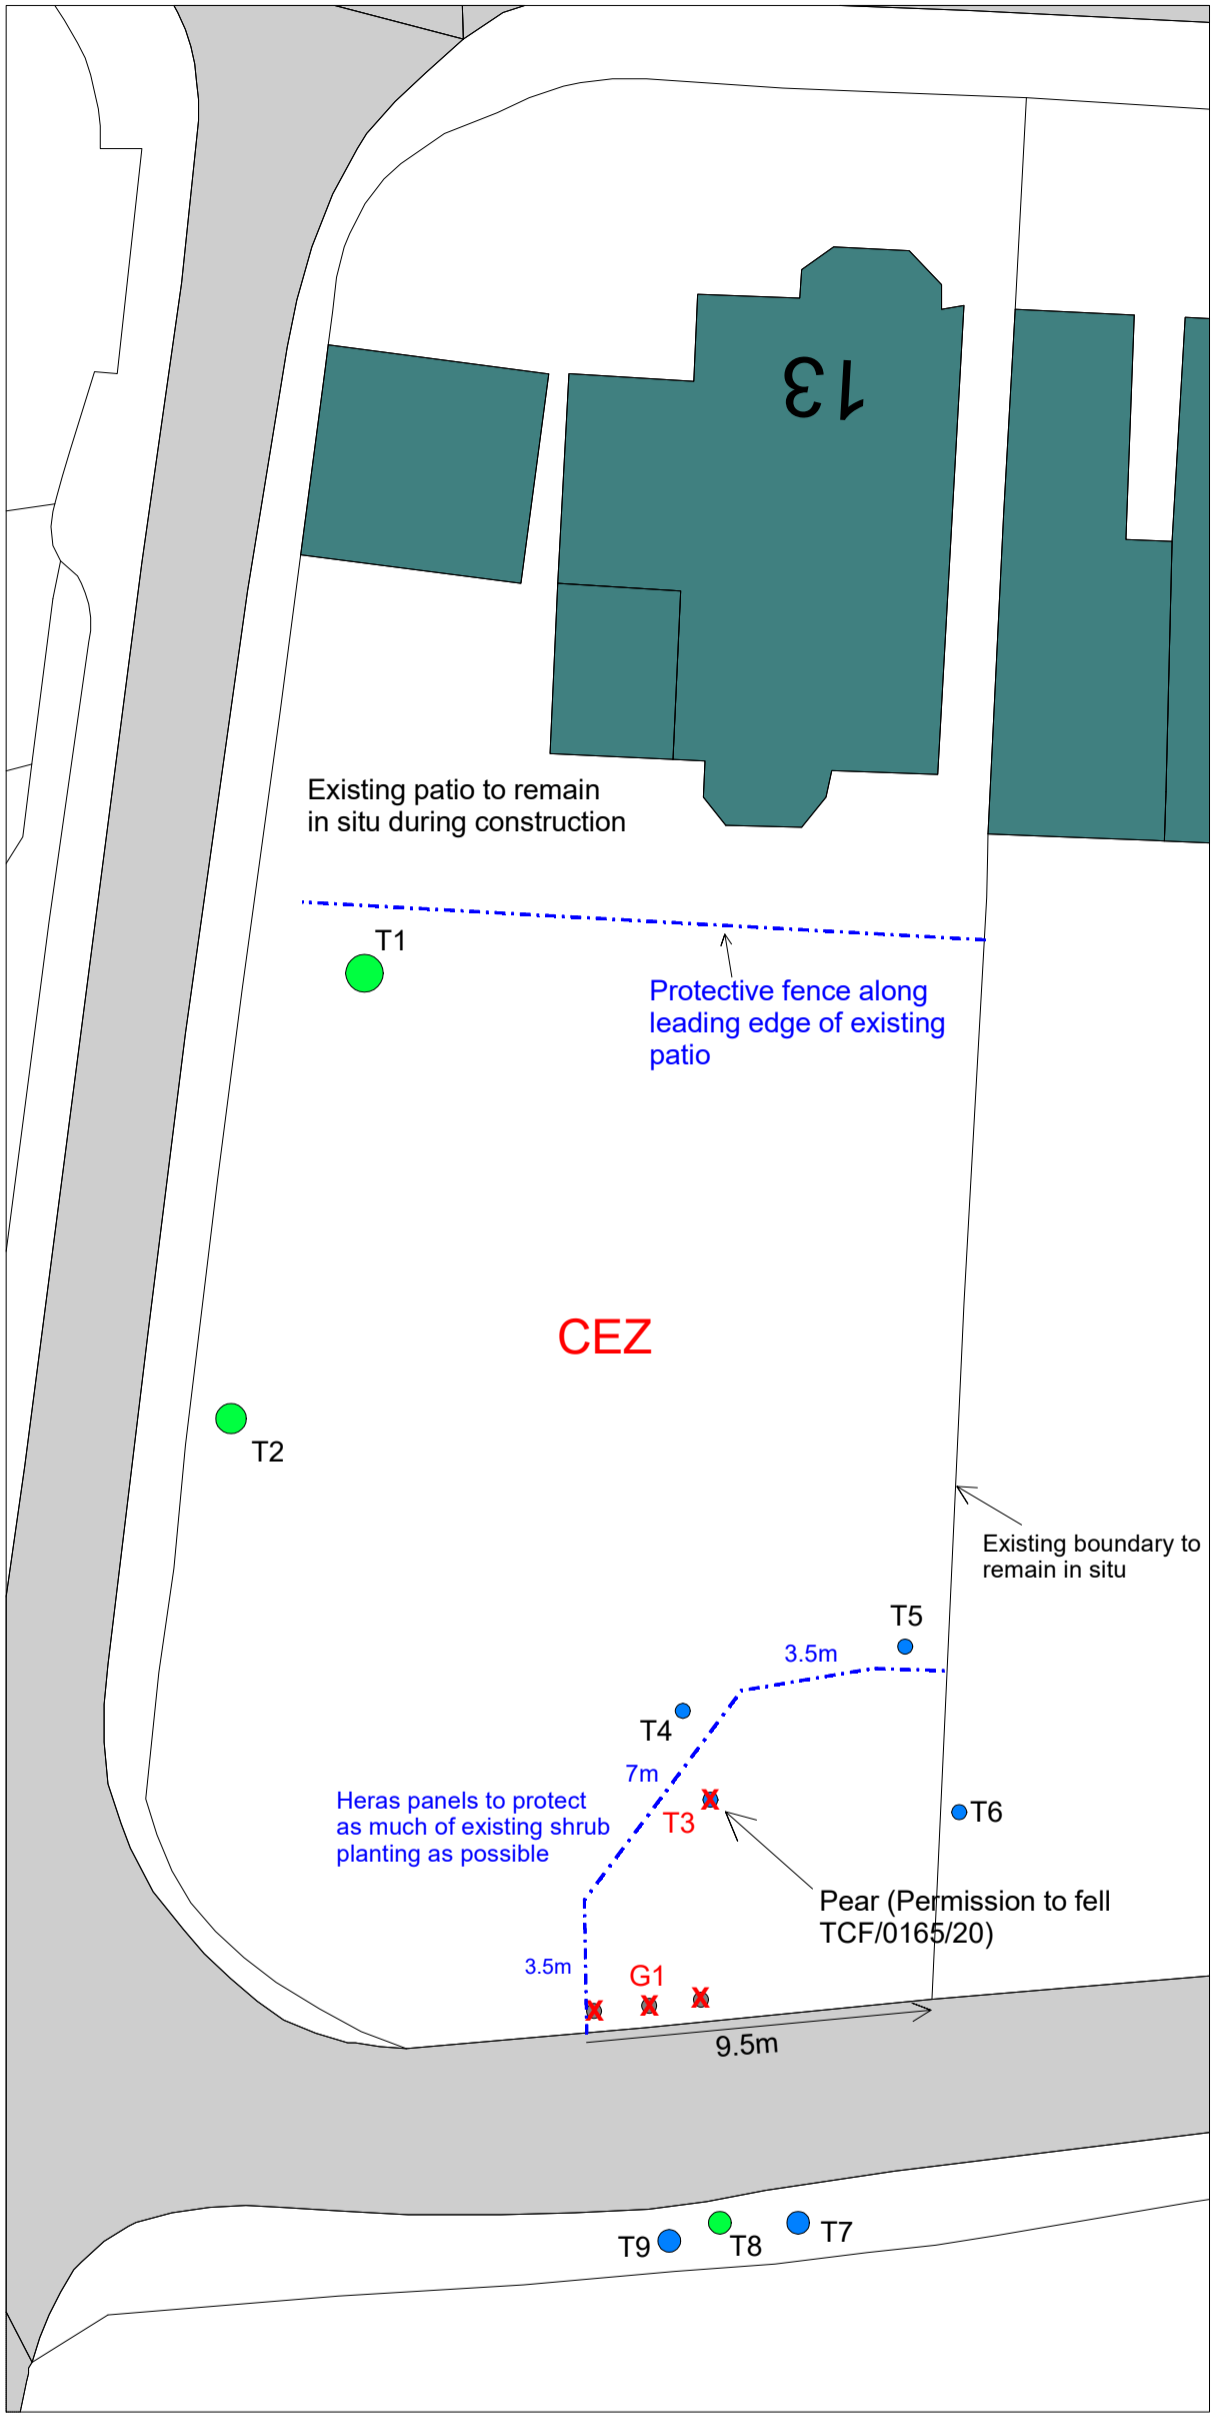 13
Existing patio to remain
in situ during construction
T1
Protective fence along
leading edge of existing
patio
CEZ
T2
Existing boundary to
remain in situ
T5
3.5m
T4
7m
Heras panels to protect
as much of existing shrub
planting as possible
T3
T6
Pear (Permission to fell
TCF/0165/20)
3.5m
G1
9.5m
T9
T8
T7